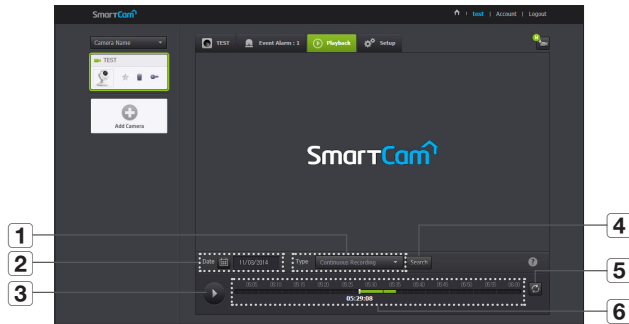 SmartCam
test | Account | Logout
Camera Name
TEST
Add Camera
TEST
Event Alarm : 1
Playback
Setup
SmartCam
1
2
3
4
5
6
Date
11/03/2014
Type
Continuous Recording
Search
?
05:29:08